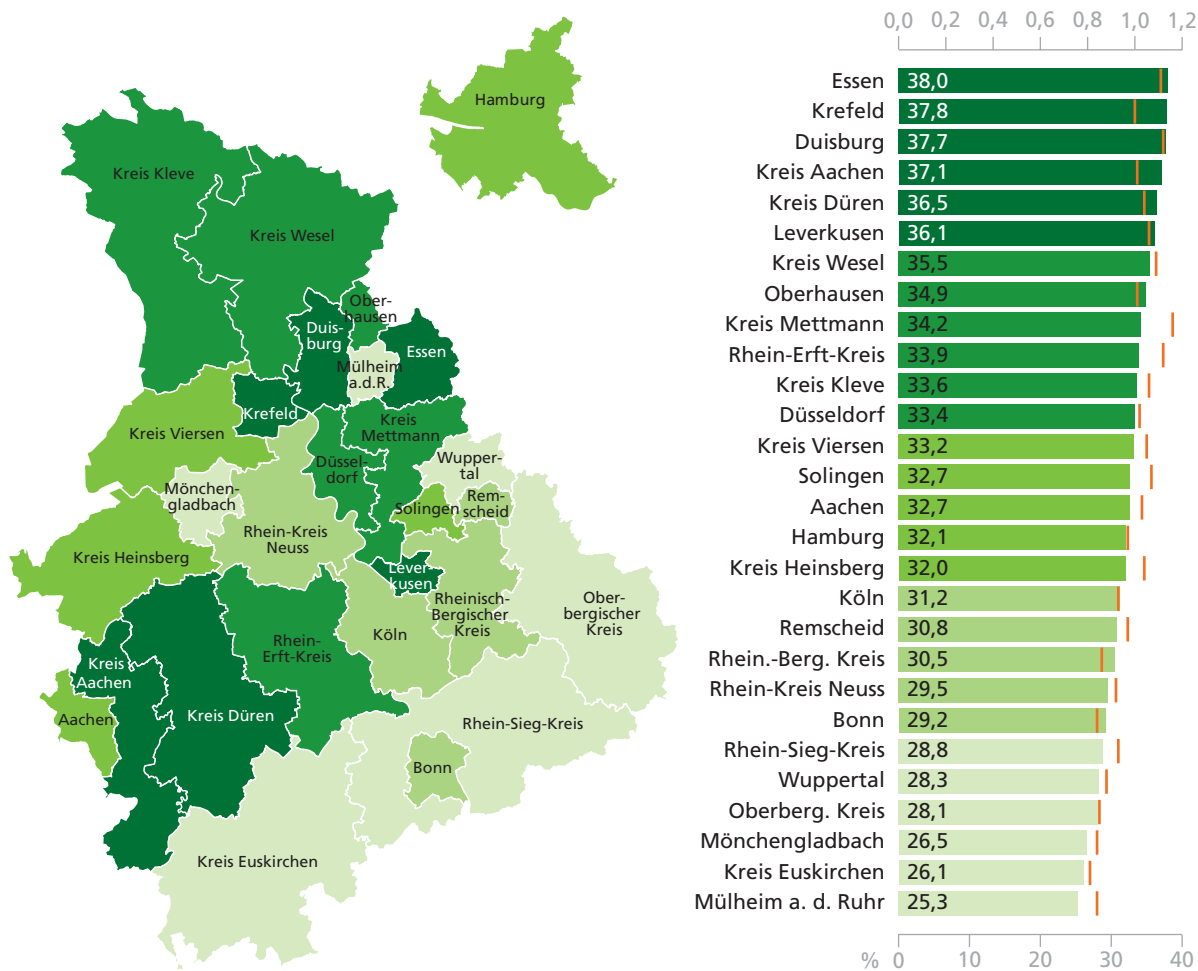 Hamburg
Kreis Kleve
Kreis Wesel
Ober-
hausen
Duis-
burg
Essen
Mülheim
a.d.R.
Krefeld
Kreis
Mettmann
Kreis Viersen
Düssel-
dorf
Wupper-
tal
Mönchen-
gladbach
Solingen
Rem-
scheid
Rhein-Kreis
Neuss
Kreis Heinsberg
Lever-
kusen
Rheinisch-
Bergischer
Kreis
Ober-
bergischer
Kreis
Köln
Rhein-
Erft-Kreis
Kreis
Aachen
Aachen
Kreis Düren
Rhein-Sieg-Kreis
Bonn
Kreis Euskirchen
0,0 0,2 0,4 0,6 0,8 1,0 1,2
Essen 38,0
Krefeld 37,8
Duisburg 37,7
Kreis Aachen 37,1
Kreis Düren 36,5
Leverkusen 36,1
Kreis Wesel 35,5
Oberhausen 34,9
Kreis Mettmann 34,2
Rhein-Erft-Kreis 33,9
Kreis Kleve 33,6
Düsseldorf 33,4
Kreis Viersen 33,2
Solingen 32,7
Aachen 32,7
Hamburg 32,1
Kreis Heinsberg 32,0
Köln 31,2
Remscheid 30,8
Rhein.-Berg. Kreis 30,5
Rhein-Kreis Neuss 29,5
Bonn 29,2
Rhein-Sieg-Kreis 28,8
Wuppertal 28,3
Oberberg. Kreis 28,1
Mönchengladbach 26,5
Kreis Euskirchen 26,1
Mülheim a. d. Ruhr 25,3
% 0 10 20 30 40